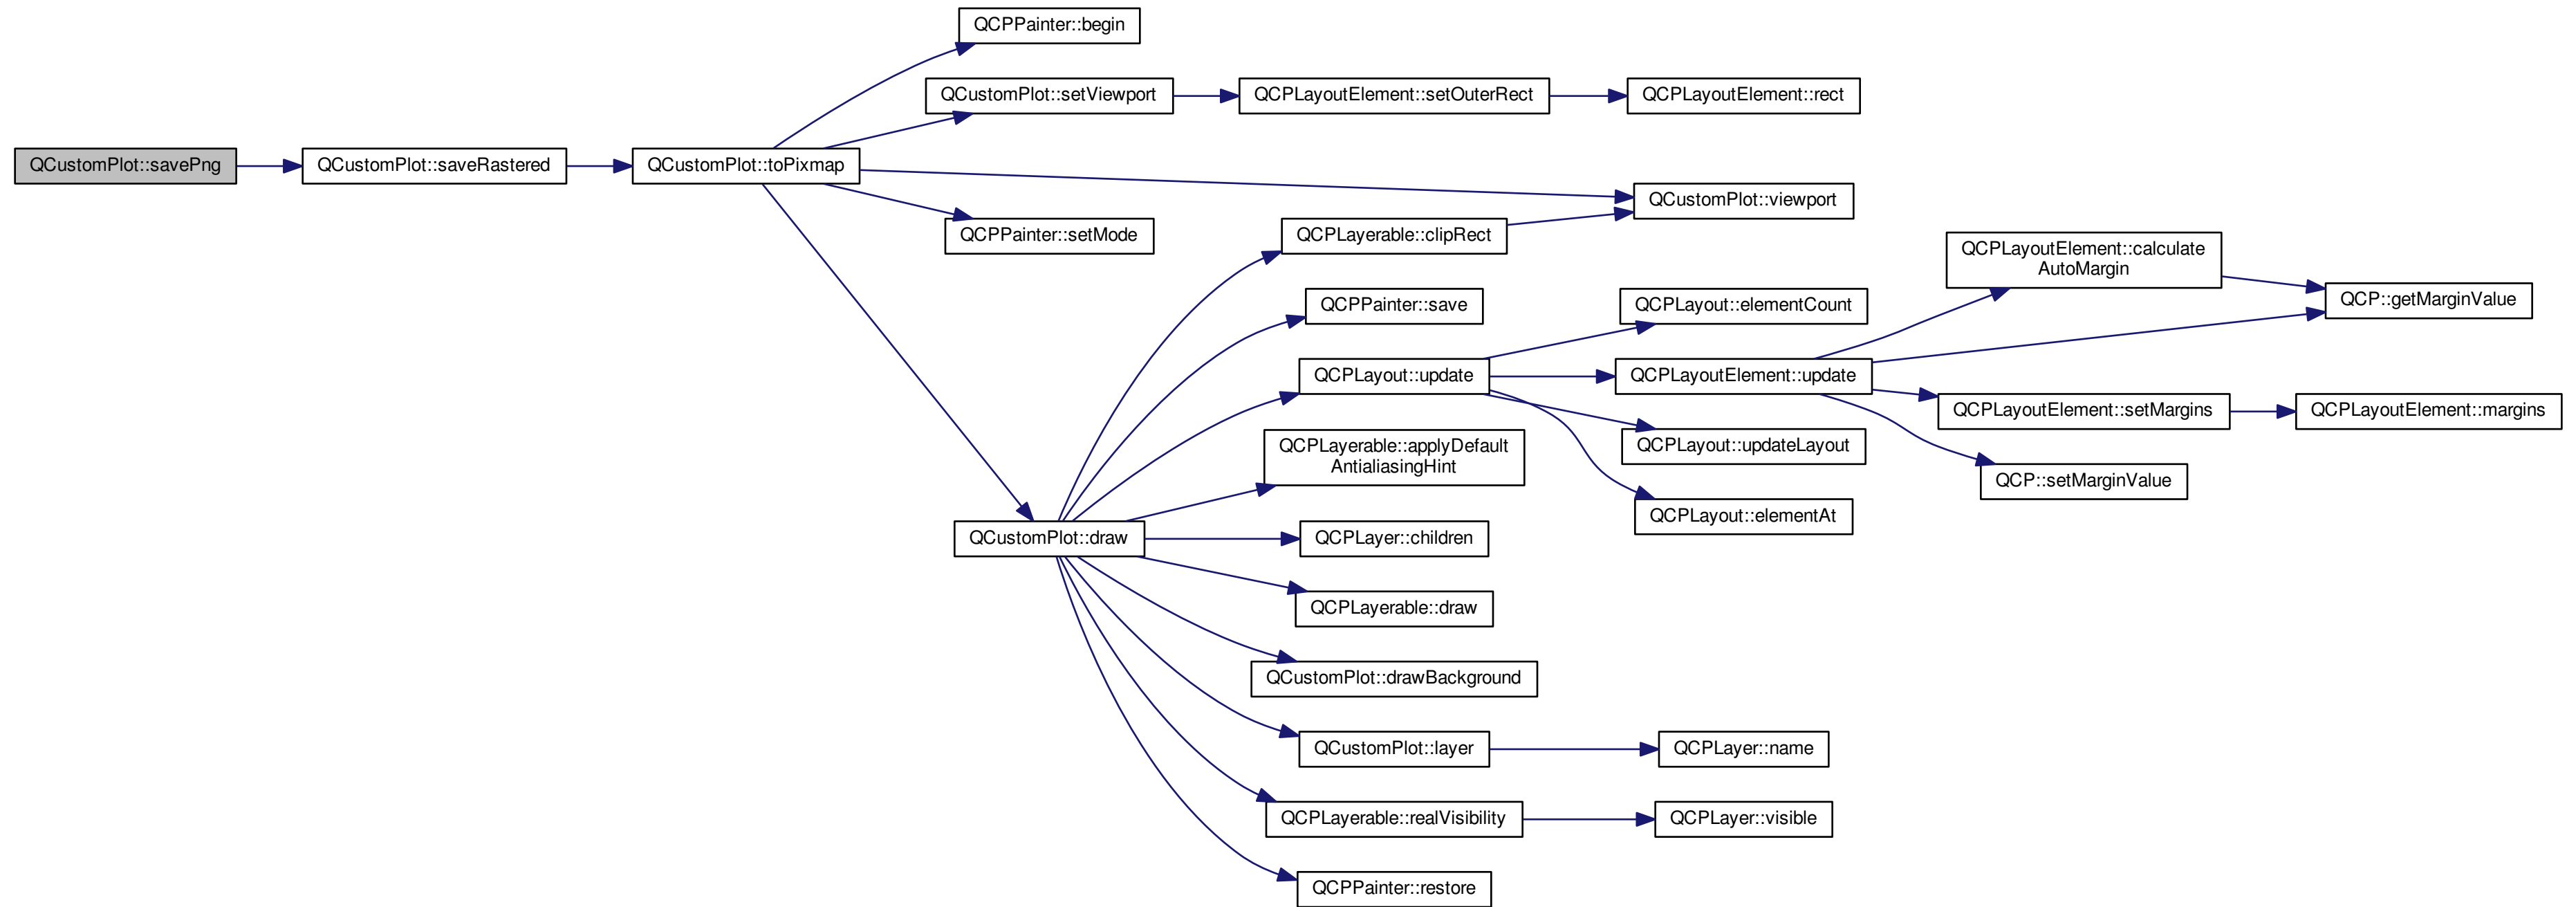 QCPPainter::begin
QCustomPlot::setViewport
QCPLayoutElement::setOuterRect
QCPLayoutElement::rect
QCustomPlot::savePng
QCustomPlot::saveRastered
QCustomPlot::toPixmap
QCustomPlot::viewport
QCPPainter::setMode
QCPLayerable::clipRect
QCPLayoutElement::calculate
AutoMargin
QCPPainter::save
QCPLayout::elementCount
QCP::getMarginValue
QCPLayout::update
QCPLayoutElement::update
QCPLayoutElement::setMargins
QCPLayoutElement::margins
QCPLayerable::applyDefault
AntialiasingHint
QCPLayout::updateLayout
QCP::setMarginValue
QCPLayout::elementAt
QCustomPlot::draw
QCPLayer::children
QCPLayerable::draw
QCustomPlot::drawBackground
QCustomPlot::layer
QCPLayer::name
QCPLayerable::realVisibility
QCPLayer::visible
QCPPainter::restore